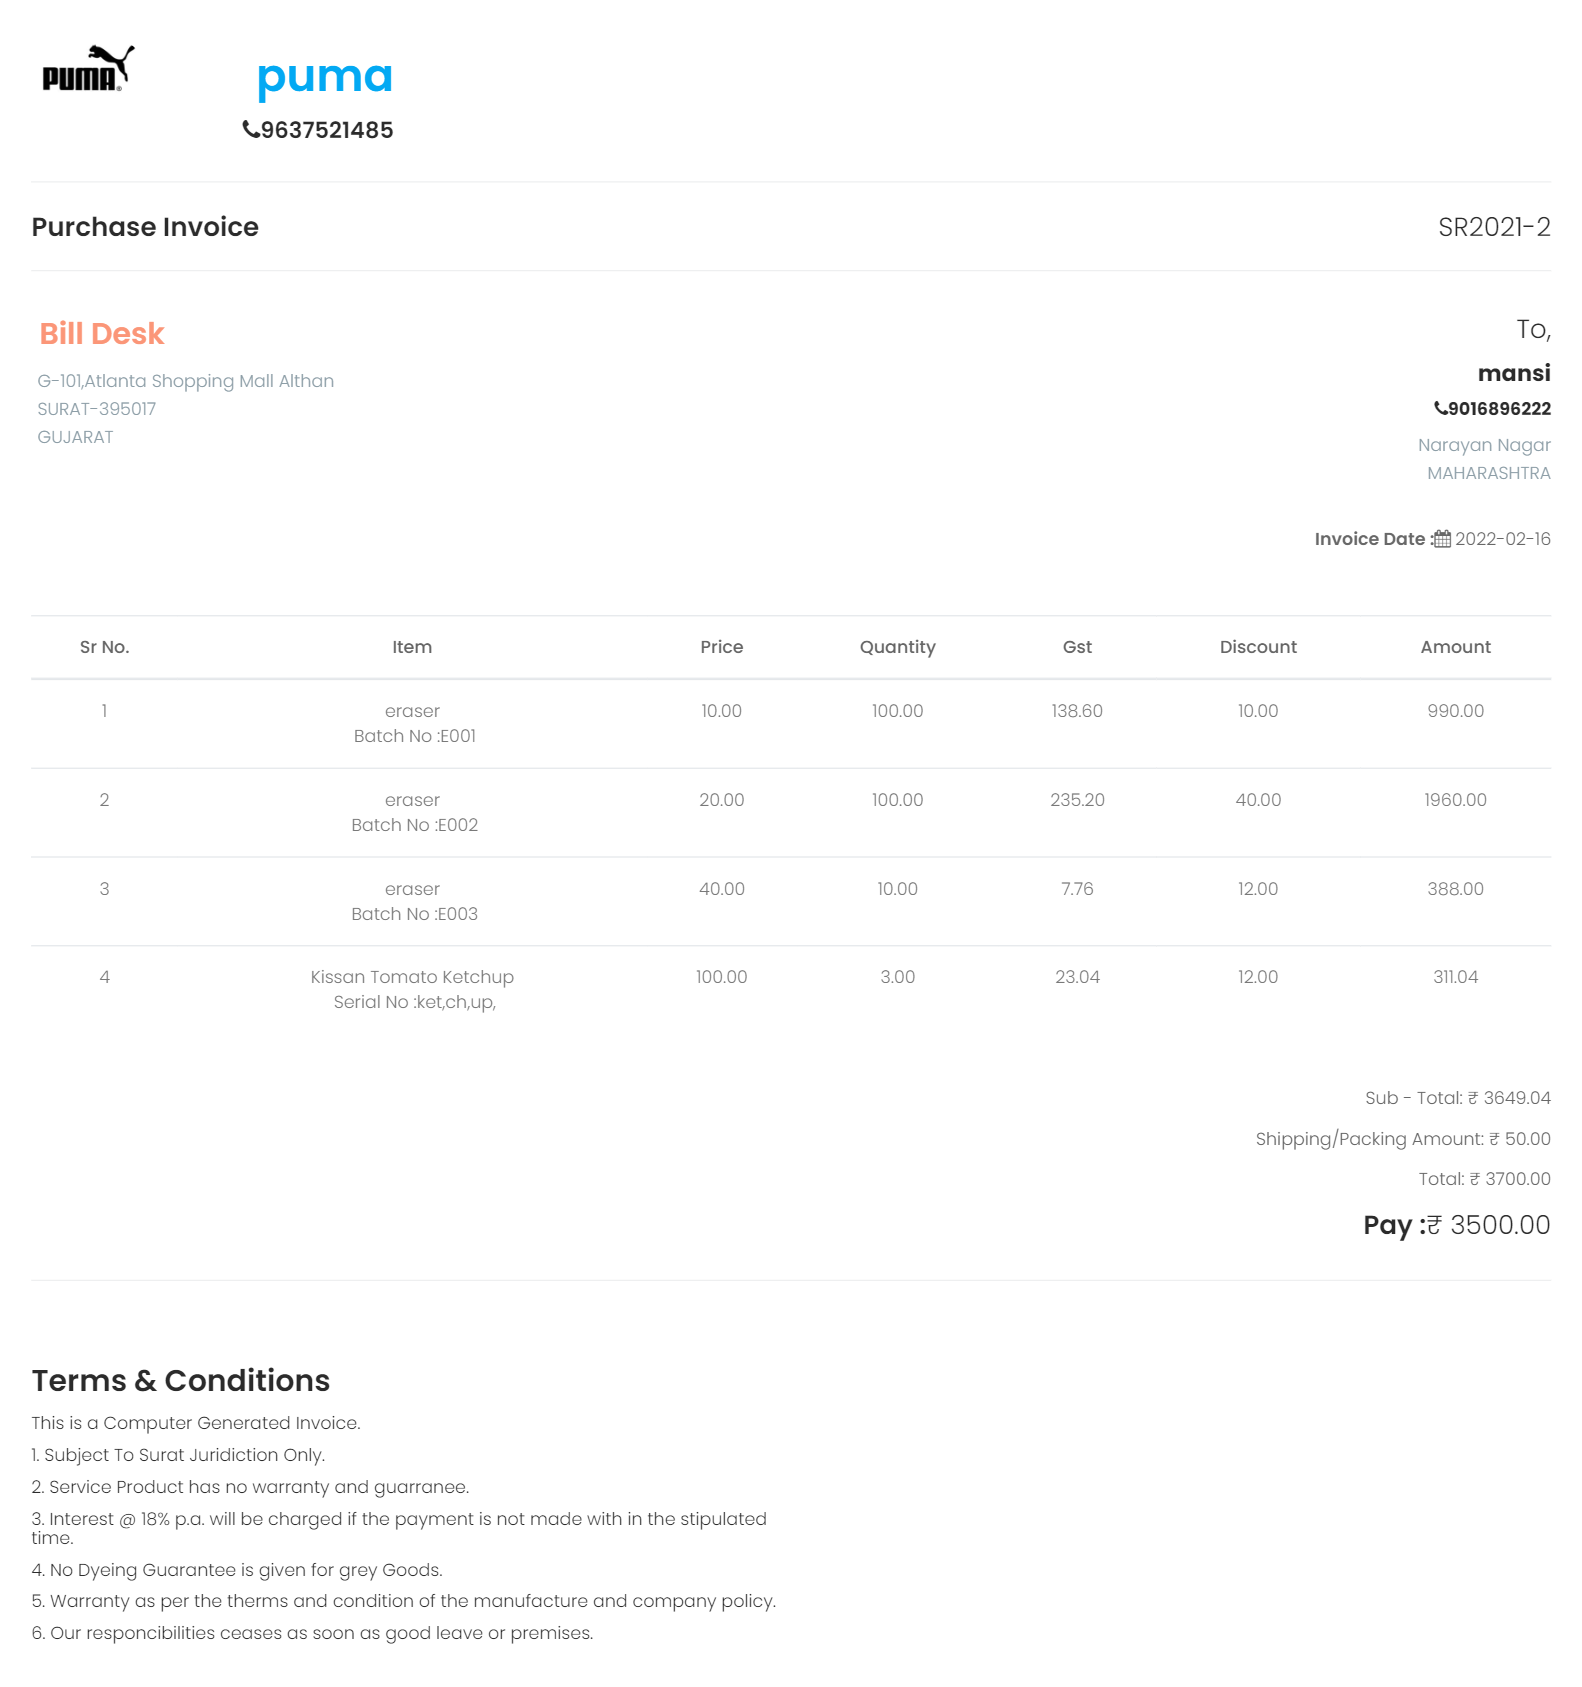 PUMA
puma
9637521485
Purchase Invoice SR2021-2
Bill Desk
G-101,Atlanta Shopping Mall Althan
SURAT-395017
GUJARAT
To,
mansi
9016896222
Narayan Nagar
MAHARASHTRA
Invoice Date : 2022-02-16
Sr No. Item Price Quantity Gst Discount Amount
1 eraser 10.00 100.00 138.60 10.00 990.00
Batch No :E001
2 eraser 20.00 100.00 235.20 40.00 1960.00
Batch No :E002
3 eraser 40.00 10.00 7.76 12.00 388.00
Batch No :E003
4 Kissan Tomato Ketchup 100.00 3.00 23.04 12.00 311.04
Serial No :ket,ch,up,
Sub - Total: ₹ 3649.04
Shipping/Packing Amount: ₹ 50.00
Total: ₹ 3700.00
Pay :₹ 3500.00
Terms & Conditions
This is a Computer Generated Invoice.
1. Subject To Surat Juridiction Only.
2. Service Product has no warranty and guarranee.
3. Interest @ 18% p.a. will be charged if the payment is not made with in the stipulated
time.
4. No Dyeing Guarantee is given for grey Goods.
5. Warranty as per the therms and condition of the manufacture and company policy.
6. Our responcibilities ceases as soon as good leave or premises.